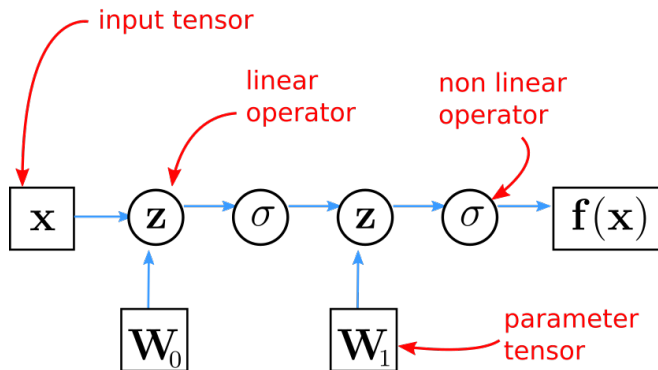 input tensor
linear
operator
non linear
operator
x
z
σ
z
σ
f(x)
W₀
W₁
parameter
tensor